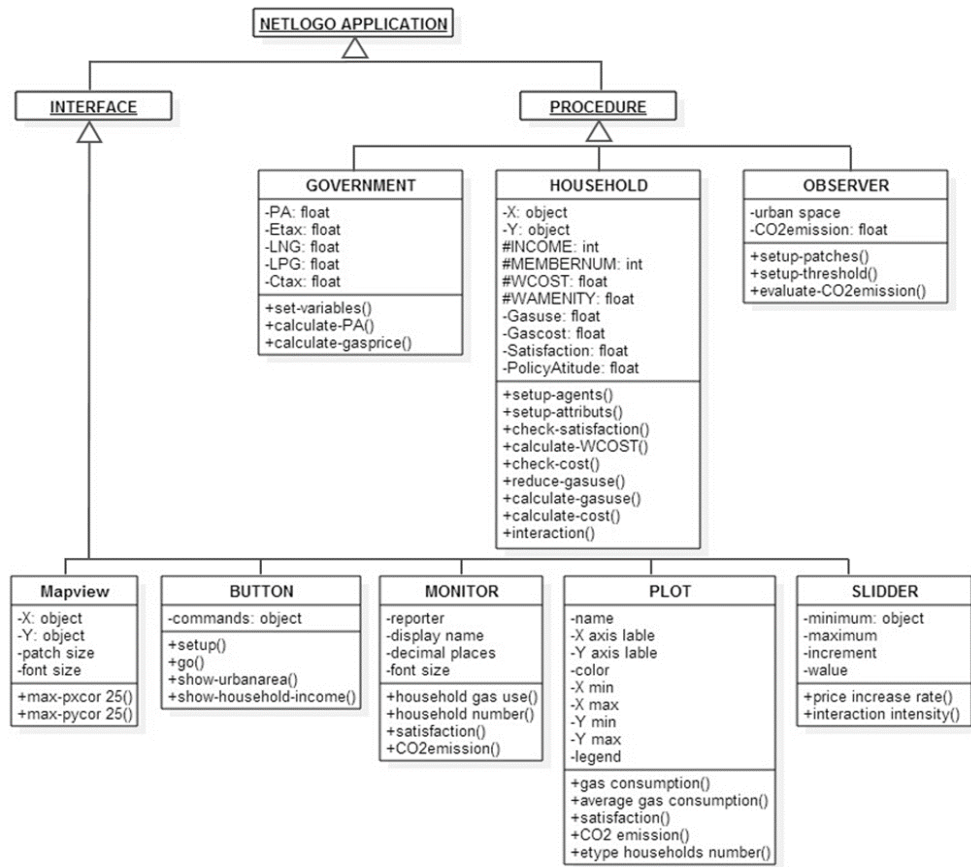 NETLOGO APPLICATION
INTERFACE
PROCEDURE
GOVERNMENT
-PA: float
-Etax: float
-LNG: float
-LPG: float
-Ctax: float
+set-variables()
+calculate-PA()
+calculate-gasprice()
HOUSEHOLD
-X: object
-Y: object
#INCOME: int
#MEMBERNUM: int
#WCOST: float
#WAMENITY: float
-Gasuse: float
-Gascost: float
-Satisfaction: float
-PolicyAtitude: float
+setup-agents()
+setup-attributs()
+check-satisfaction()
+calculate-WCOST()
+check-cost()
+reduce-gasuse()
+calculate-gasuse()
+calculate-cost()
+interaction()
OBSERVER
-urban space
-CO2emission: float
+setup-patches()
+setup-threshold()
+evaluate-CO2emission()
Mapview
-X: object
-Y: object
-patch size
-font size
+max-pxcor 25()
+max-pycor 25()
BUTTON
-commands: object
+setup()
+go()
+show-urbanarea()
+show-household-income()
MONITOR
-reporter
-display name
-decimal places
-font size
+household gas use()
+household number()
+satisfaction()
+CO2emission()
PLOT
-name
-X axis lable
-Y axis lable
-color
-X min
-X max
-Y min
-Y max
-legend
+gas consumption()
+average gas consumption()
+satisfaction()
+CO2 emission()
+etype households number()
SLIDDER
-minimum: object
-maximum
-increment
-walue
+price increase rate()
+interaction intensity()